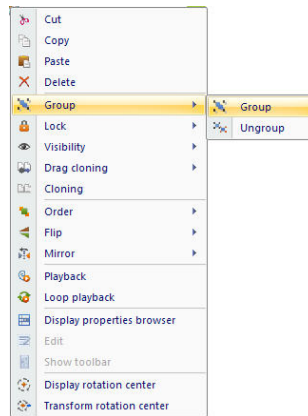 Cut
Copy
Paste
Delete
Group
Group
Lock
Ungroup
Visibility
Drag cloning
Cloning
Order
Flip
Mirror
Playback
Loop playback
Display properties browser
Edit
Show toolbar
Display rotation center
Transform rotation center